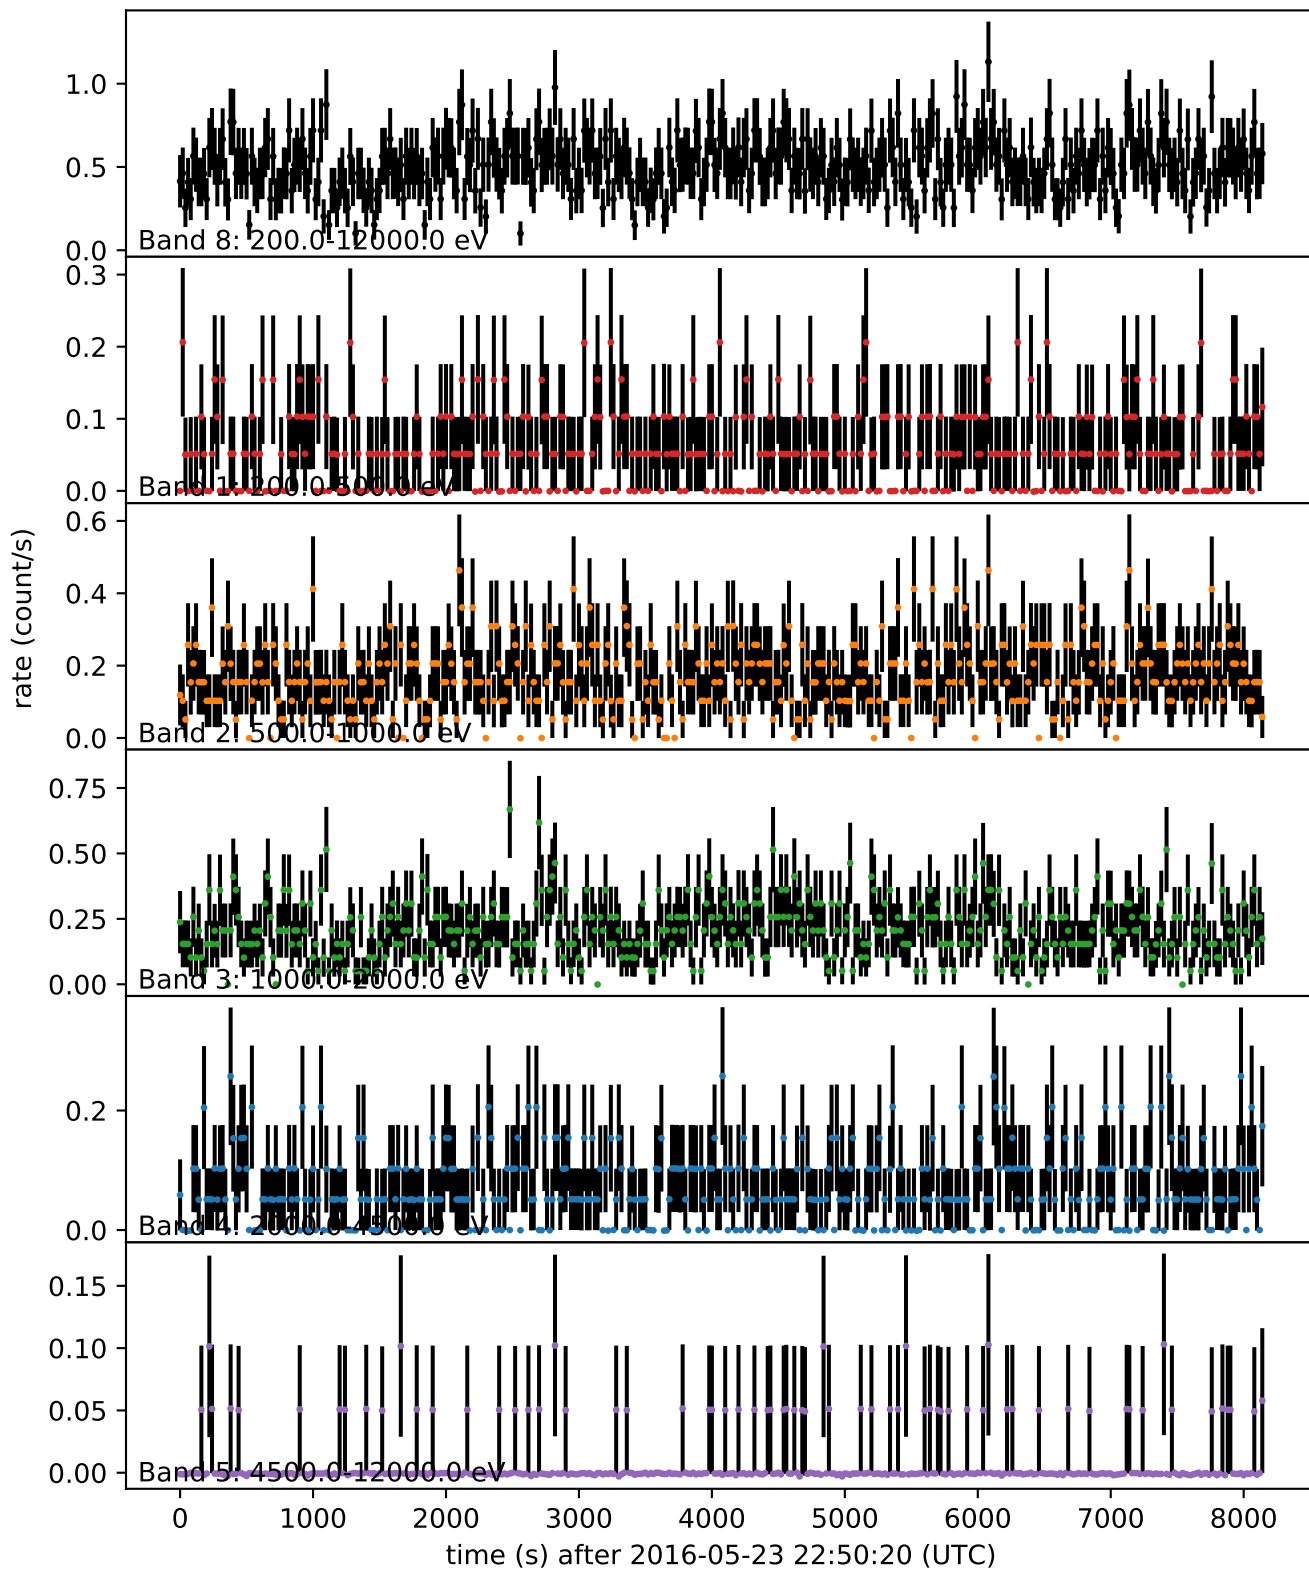 1.0
0.5
0.0
Band 8: 200.0-12000.0 eV
0.3
0.2
0.1
0.0
Band 1: 200.0-500.0 eV
0.6
0.4
0.2
0.0
Band 2: 500.0-1000.0 eV
rate (count/s)
0.75
0.50
0.25
0.00
Band 3: 1000.0-2000.0 eV
0.2
0.0
Band 4: 2000.0-4500.0 eV
0.15
0.10
0.05
0.00
Band 5: 4500.0-12000.0 eV
0 1000 2000 3000 4000 5000 6000 7000 8000
time (s) after 2016-05-23 22:50:20 (UTC)